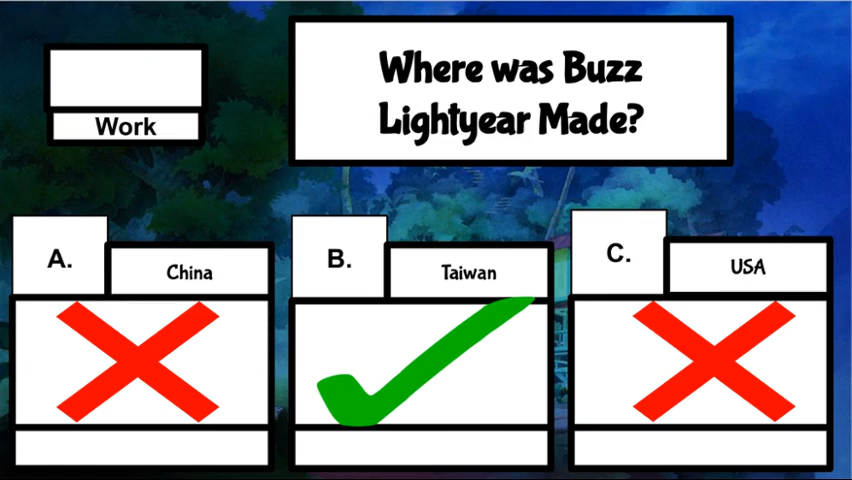 Where was Buzz
Lightyear Made?
Work
A.
China
B.
Taiwan
C.
USA